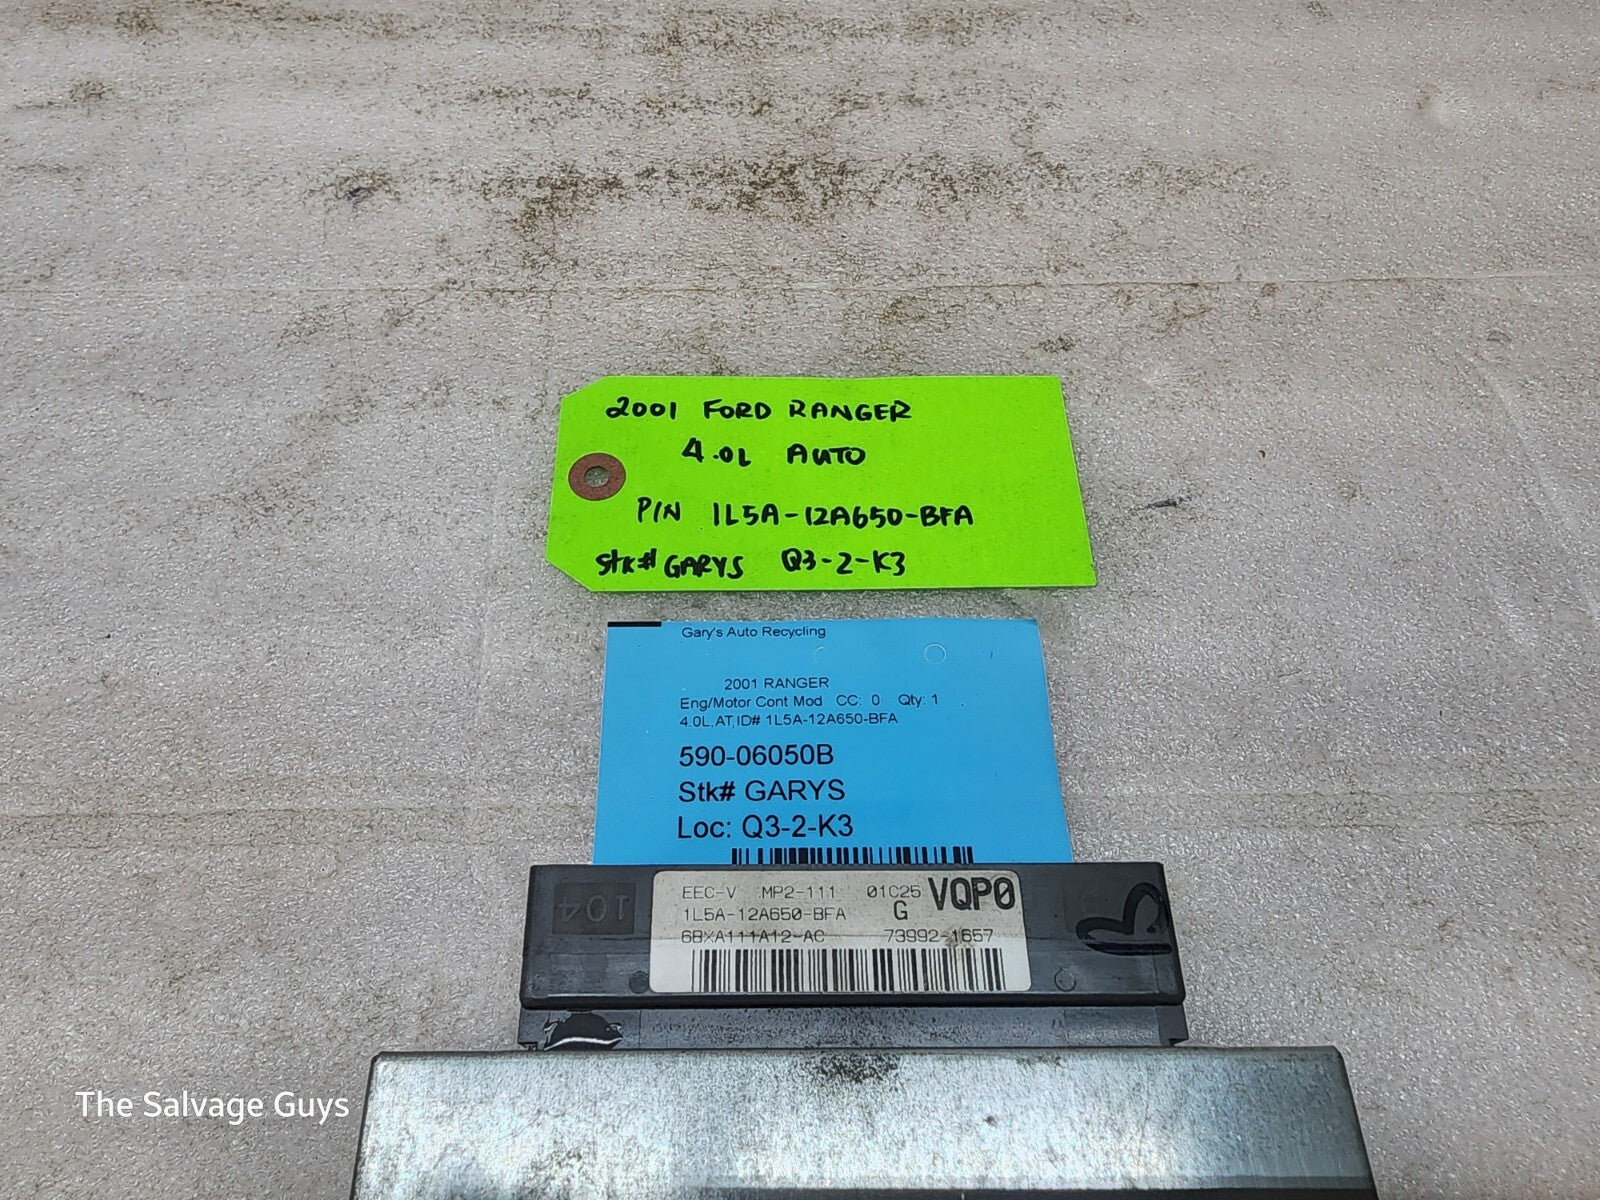 2001 FORD RANGER
4.0L AUTO
P/N 1L5A-12A650-BFA
Stk# GARYS Q3-2-K3
Gary's Auto Recycling
2001 RANGER
Eng/Motor Cont Mod CC: 0 Qty: 1
4.0L,AT,ID# 1L5A-12A650-BFA
590-06050B
Stk# GARYS
Loc: Q3-2-K3
104
EEC-V MP2-111 01C25 VQP0
1L5A-12A650-BFA G
6BXA111A12-AC 73992-1657
The Salvage Guys